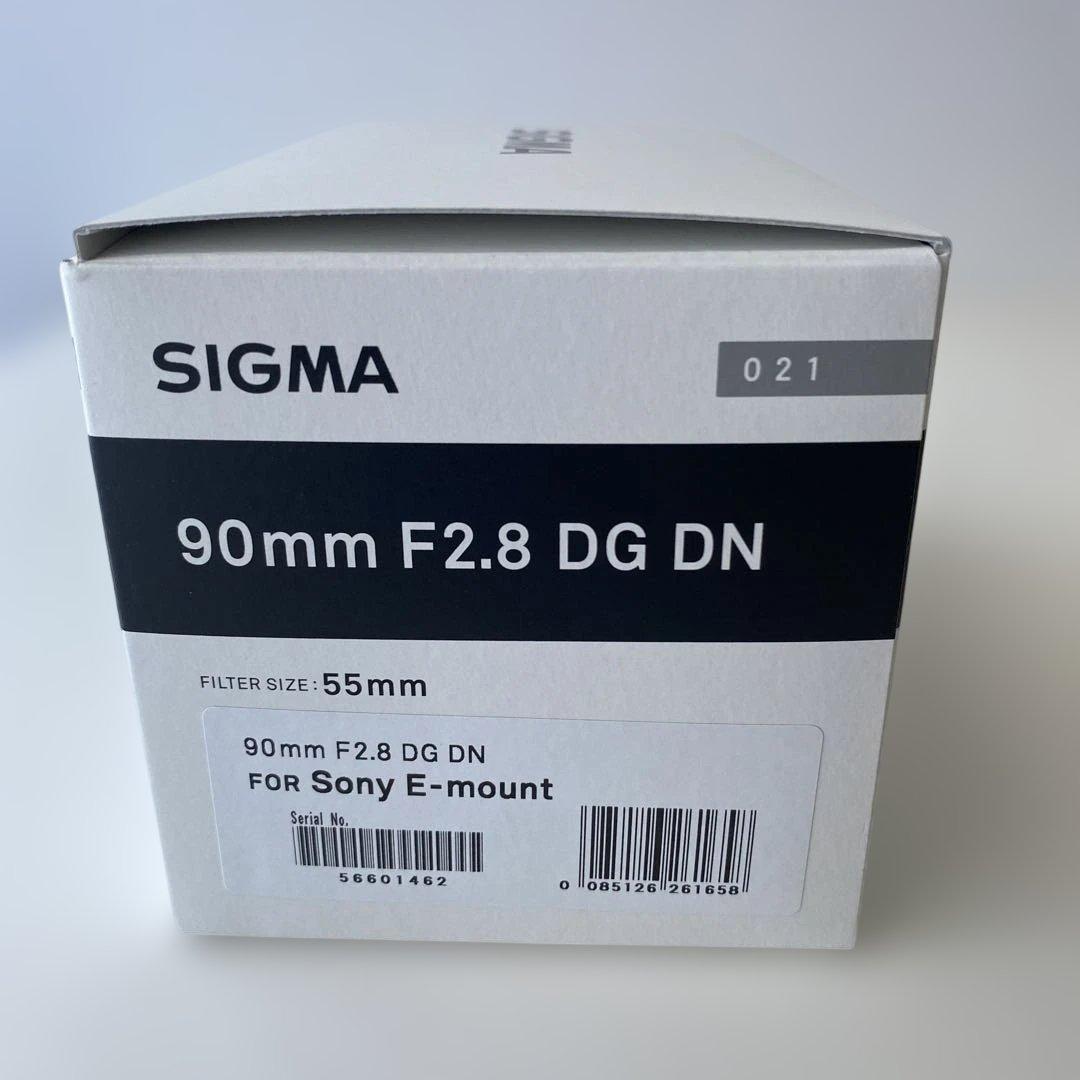 SIGMA
SIGMA
021
90mm F2.8 DG DN
FILTER SIZE : 55mm
90mm F2.8 DG DN
FOR Sony E-mount
Serial No.
56601462
0 085126 261658